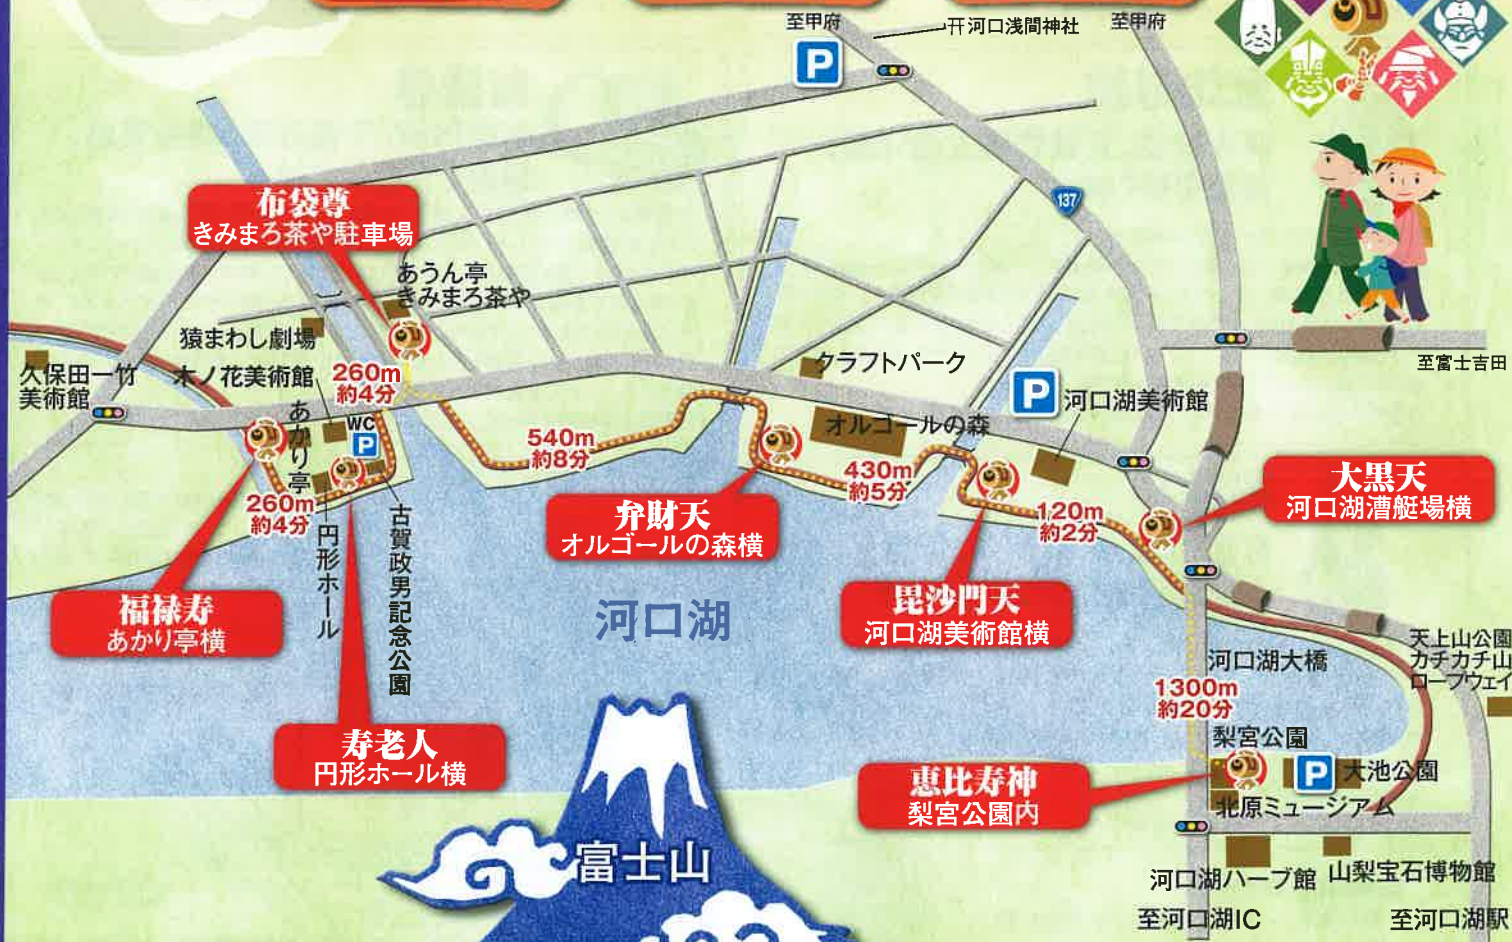 至甲府
河口浅間神社
至甲府
P
137
布袋尊
きみまろ茶や駐車場
あうん亭
きみまろ茶や
猿まわし劇場
久保田一竹
美術館
木ノ花美術館
260m
約4分
あかり亭
WC
P
260m
約4分
円形ホール
古賀政男記念公園
540m
約8分
クラフトパーク
オルゴールの森
P
河口湖美術館
至富士吉田
430m
約5分
120m
約2分
大黒天
河口湖漕艇場横
弁財天
オルゴールの森横
毘沙門天
河口湖美術館横
福禄寿
あかり亭横
河口湖
寿老人
円形ホール横
天上山公園
カチカチ山
ロープウェイ
河口湖大橋
1300m
約20分
梨宮公園
恵比寿神
梨宮公園内
P
大池公園
北原ミュージアム
富士山
河口湖ハーブ館
山梨宝石博物館
至河口湖IC
至河口湖駅